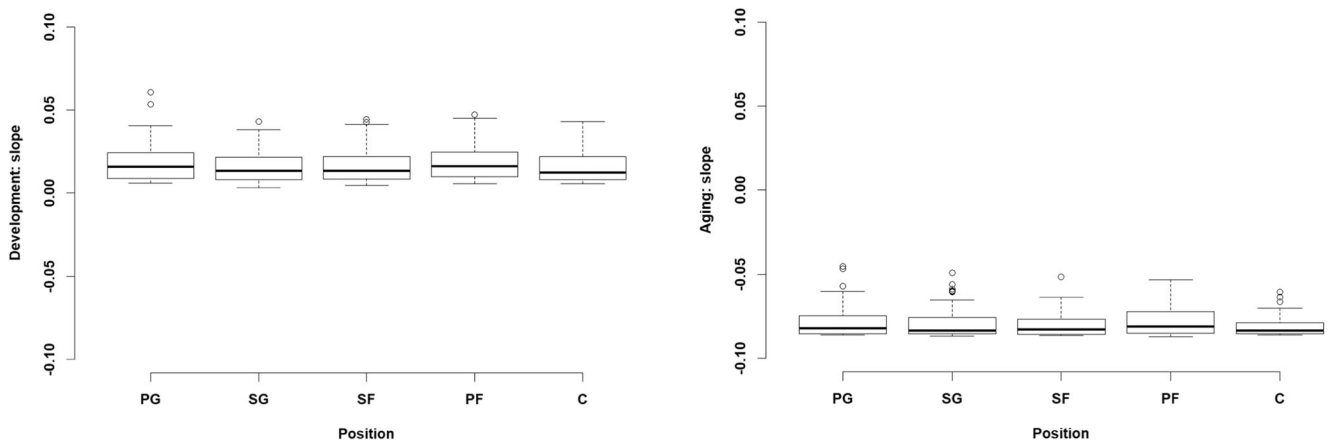 Development: slope
0.10
0.05
0.00
-0.05
-0.10
PG SG SF PF C
Position
Aging: slope
0.10
0.05
0.00
-0.05
-0.10
PG SG SF PF C
Position